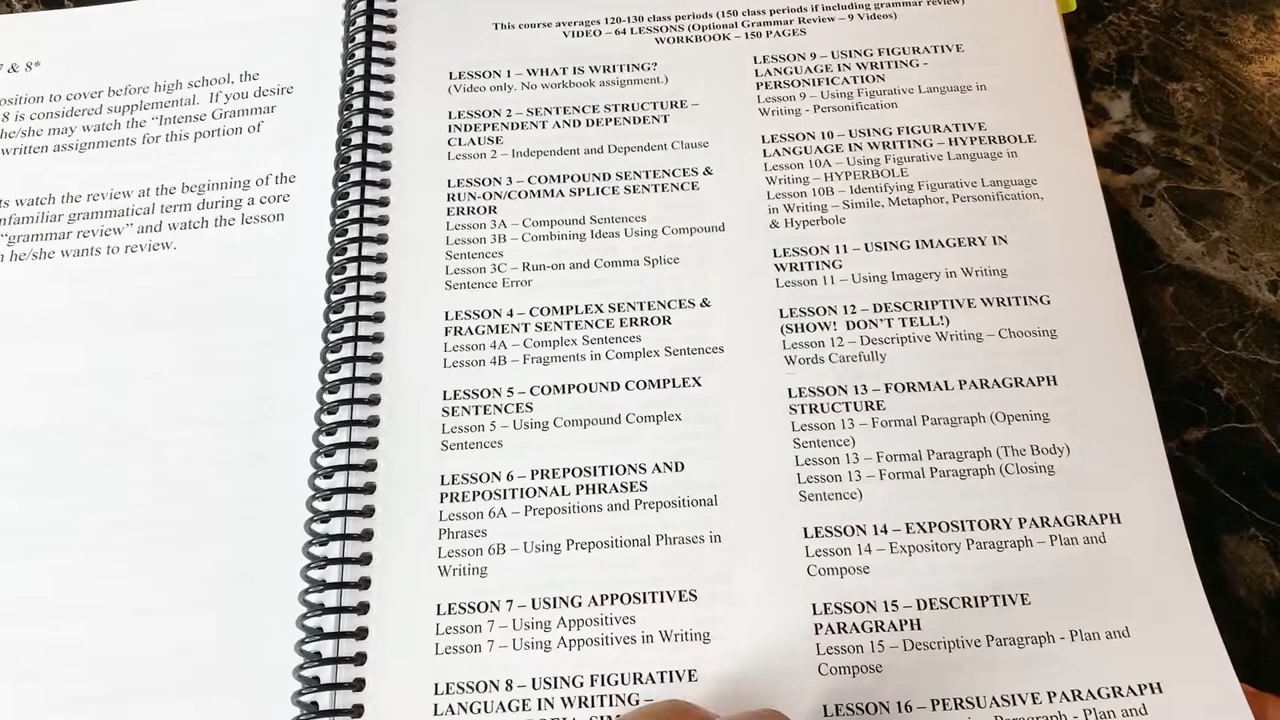 7 & 8*
osition to cover before high school, the
8 is considered supplemental. If you desire
he/she may watch the "Intense Grammar
written assignments for this portion of
ts watch the review at the beginning of the
nfamiliar grammatical term during a core
"grammar review" and watch the lesson
n he/she wants to review.
This course averages 120-130 class periods (150 class periods if including grammar review)
VIDEO – 64 LESSONS (Optional Grammar Review – 9 Videos)
WORKBOOK – 150 PAGES
LESSON 1 – WHAT IS WRITING?
(Video only. No workbook assignment.)
LESSON 2 – SENTENCE STRUCTURE –
INDEPENDENT AND DEPENDENT
CLAUSE
Lesson 2 – Independent and Dependent Clause
LESSON 3 – COMPOUND SENTENCES &
RUN-ON/COMMA SPLICE SENTENCE
ERROR
Lesson 3A – Compound Sentences
Lesson 3B – Combining Ideas Using Compound
Sentences
Lesson 3C – Run-on and Comma Splice
Sentence Error
LESSON 4 – COMPLEX SENTENCES &
FRAGMENT SENTENCE ERROR
Lesson 4A – Complex Sentences
Lesson 4B – Fragments in Complex Sentences
LESSON 5 – COMPOUND COMPLEX
SENTENCES
Lesson 5 – Using Compound Complex
Sentences
LESSON 6 – PREPOSITIONS AND
PREPOSITIONAL PHRASES
Lesson 6A – Prepositions and Prepositional
Phrases
Lesson 6B – Using Prepositional Phrases in
Writing
LESSON 7 – USING APPOSITIVES
Lesson 7 – Using Appositives
Lesson 7 – Using Appositives in Writing
LESSON 8 – USING FIGURATIVE
LANGUAGE IN WRITING –
LESSON 9 – USING FIGURATIVE
LANGUAGE IN WRITING -
PERSONIFICATION
Lesson 9 – Using Figurative Language in
Writing - Personification
LESSON 10 – USING FIGURATIVE
LANGUAGE IN WRITING – HYPERBOLE
Lesson 10A – Using Figurative Language in
Writing – HYPERBOLE
Lesson 10B – Identifying Figurative Language
in Writing – Simile, Metaphor, Personification,
& Hyperbole
LESSON 11 – USING IMAGERY IN
WRITING
Lesson 11 – Using Imagery in Writing
LESSON 12 – DESCRIPTIVE WRITING
(SHOW! DON'T TELL!)
Lesson 12 – Descriptive Writing – Choosing
Words Carefully
LESSON 13 – FORMAL PARAGRAPH
STRUCTURE
Lesson 13 – Formal Paragraph (Opening
Sentence)
Lesson 13 – Formal Paragraph (The Body)
Lesson 13 – Formal Paragraph (Closing
Sentence)
LESSON 14 – EXPOSITORY PARAGRAPH
Lesson 14 – Expository Paragraph – Plan and
Compose
LESSON 15 – DESCRIPTIVE
PARAGRAPH
Lesson 15 – Descriptive Paragraph - Plan and
Compose
LESSON 16 – PERSUASIVE PARAGRAPH
Paragraph - Plan and